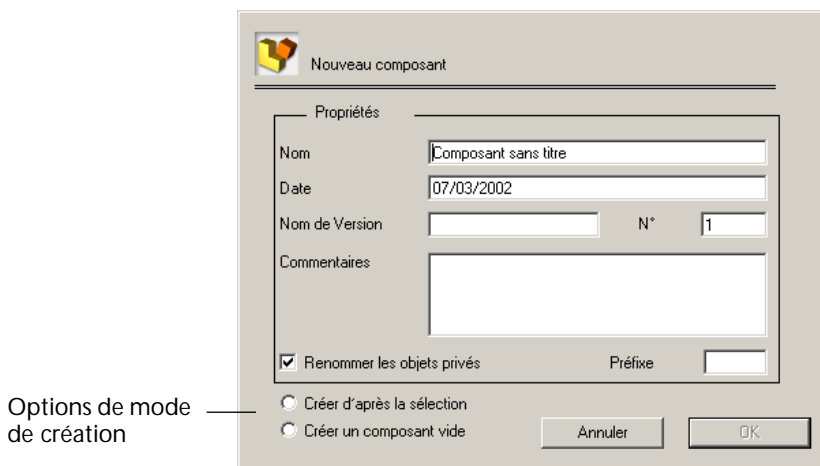 Nouveau composant
Propriétés
Nom Composant sans titre
Date 07/03/2002
Nom de Version N° 1
Commentaires
Renommer les objets privés Préfixe
Options de mode
de création
Créer d'après la sélection
Créer un composant vide
Annuler OK